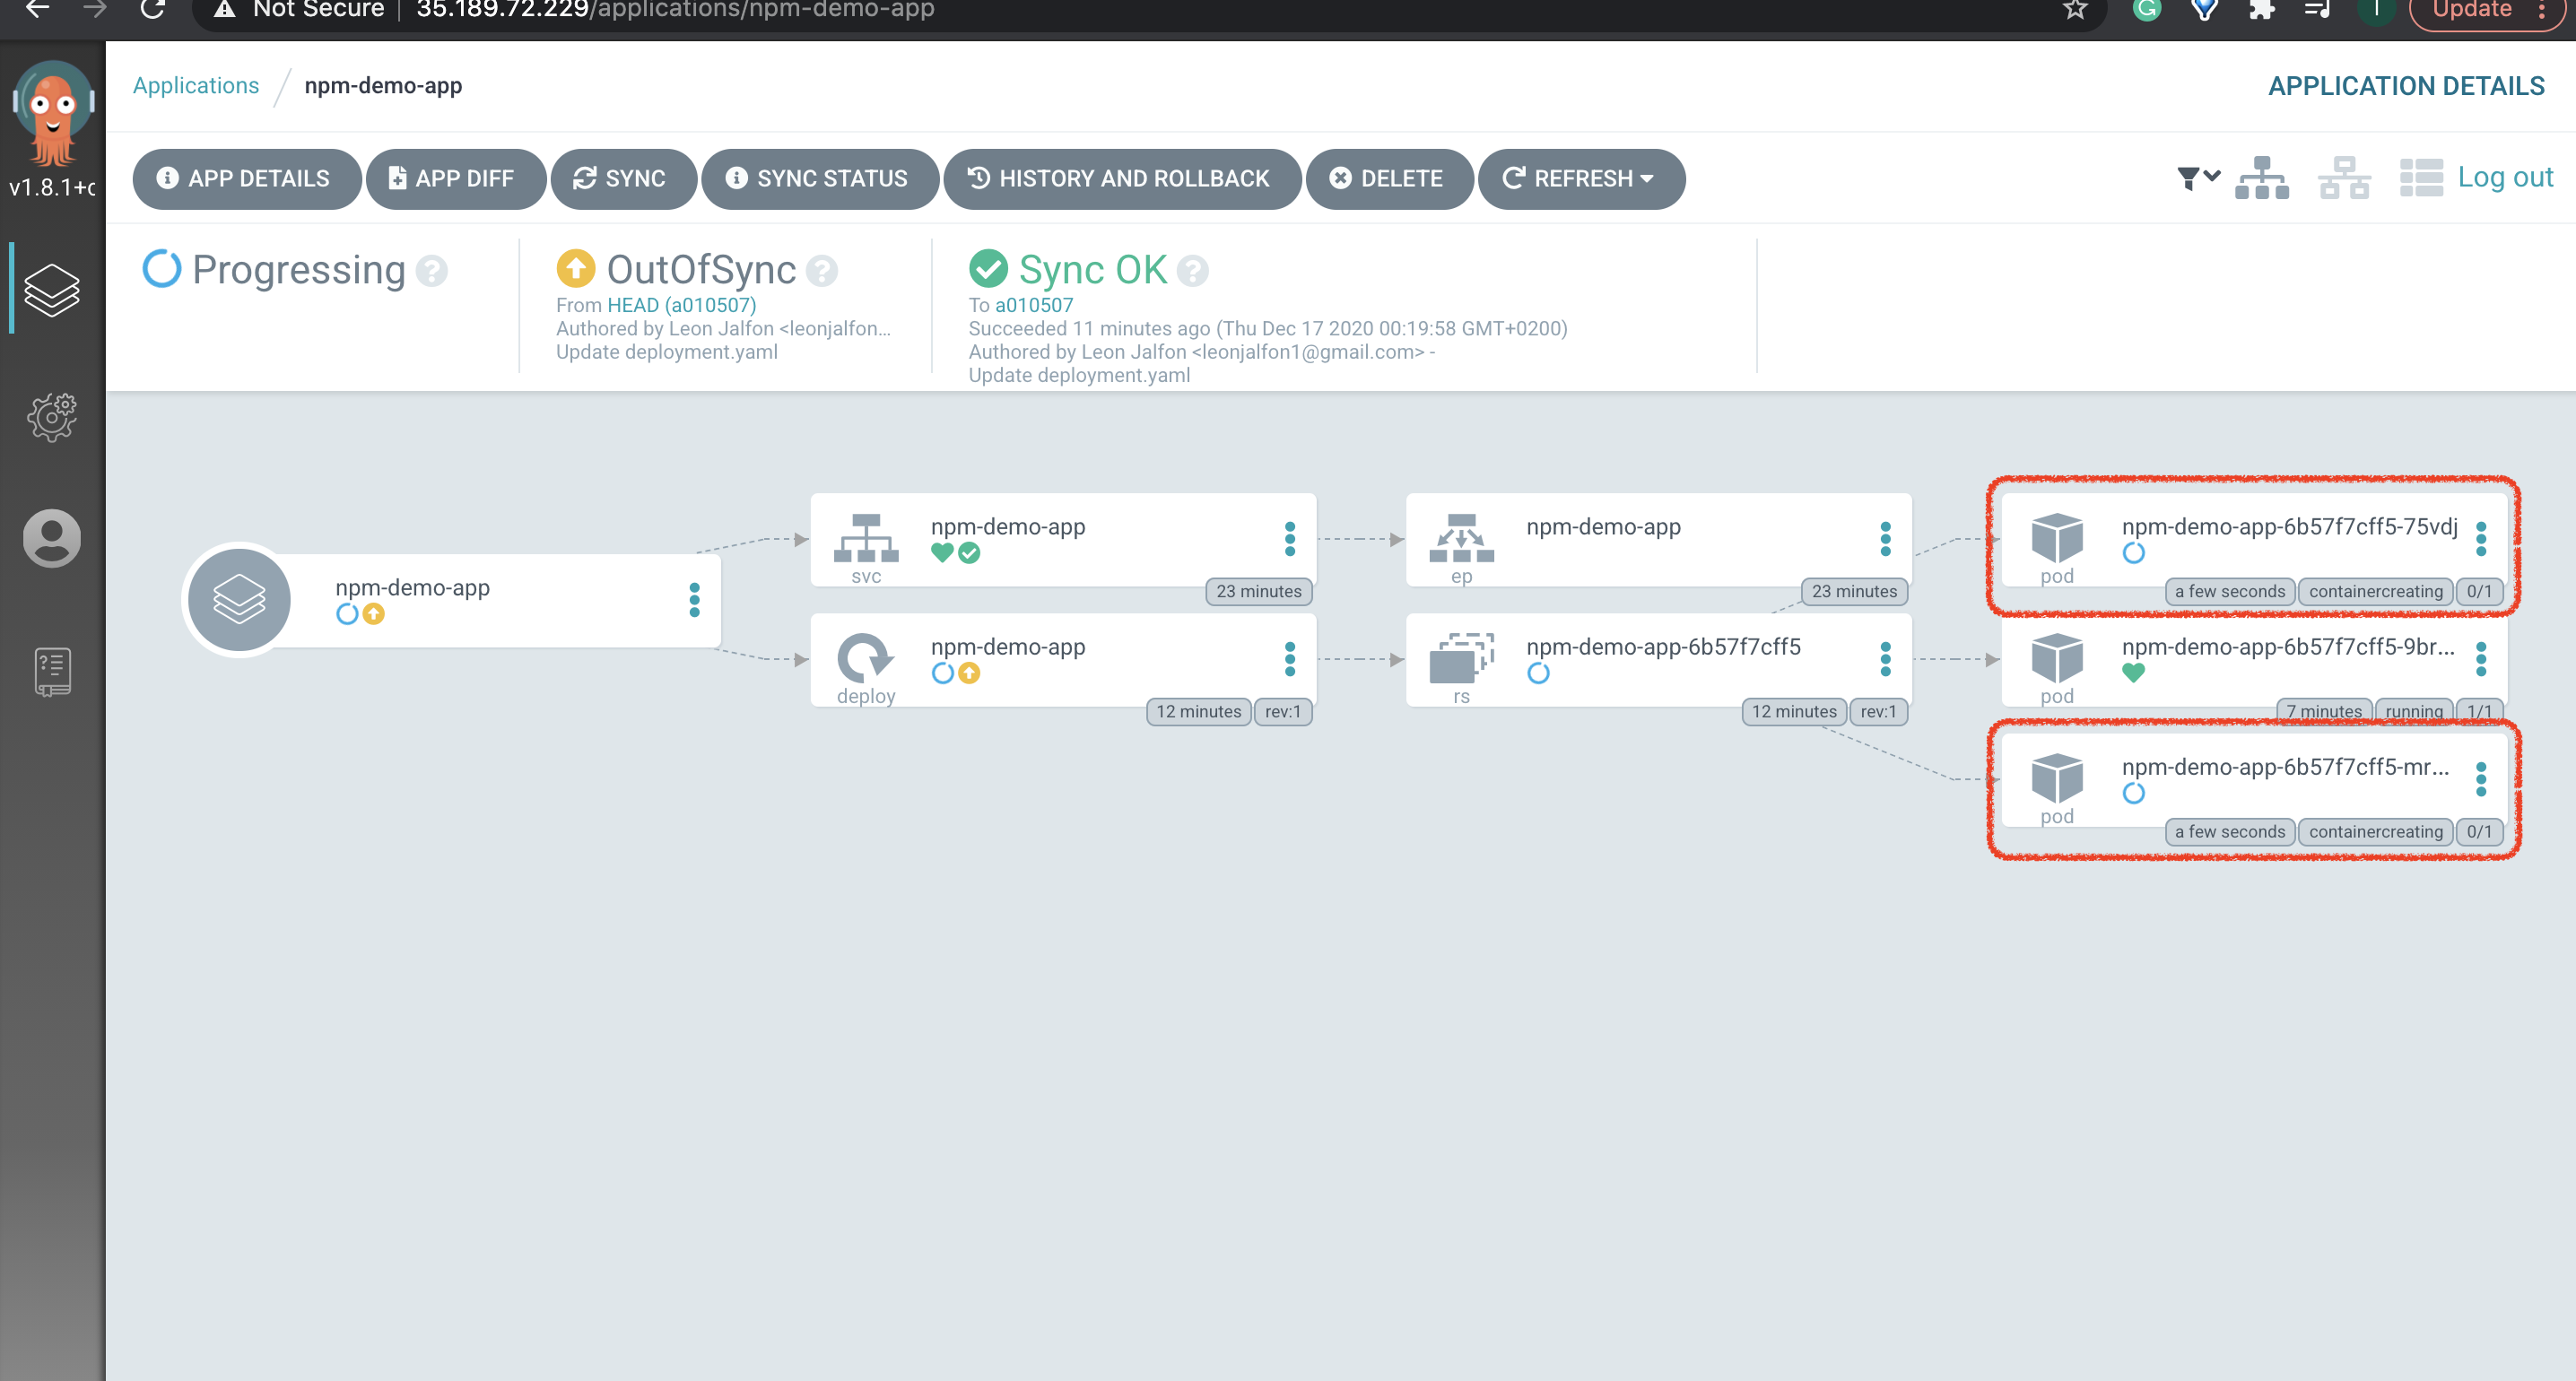 Not Secure | 35.189.72.229/applications/npm-demo-app
Update
v1.8.1+c
Applications / npm-demo-app
APPLICATION DETAILS
APP DETAILS
APP DIFF
SYNC
SYNC STATUS
HISTORY AND ROLLBACK
DELETE
REFRESH
Log out
Progressing
OutOfSync
From HEAD (a010507)
Authored by Leon Jalfon <leonjalfon...
Update deployment.yaml
Sync OK
To a010507
Succeeded 11 minutes ago (Thu Dec 17 2020 00:19:58 GMT+0200)
Authored by Leon Jalfon <leonjalfon1@gmail.com> -
Update deployment.yaml
npm-demo-app
npm-demo-app
svc
23 minutes
npm-demo-app
ep
23 minutes
npm-demo-app-6b57f7cff5-75vdj
pod
a few seconds containercreating 0/1
npm-demo-app
deploy
12 minutes rev:1
npm-demo-app-6b57f7cff5
rs
12 minutes rev:1
npm-demo-app-6b57f7cff5-9br...
pod
7 minutes running 1/1
npm-demo-app-6b57f7cff5-mr...
pod
a few seconds containercreating 0/1